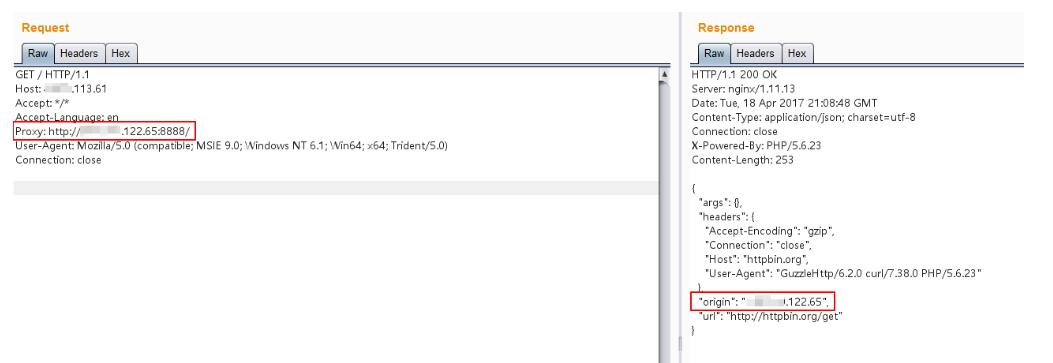 Request
Raw Headers Hex
GET / HTTP/1.1
Host: .113.61
Accept: */*
Accept-Language: en
Proxy: http:// .122.65:8888/
User-Agent: Mozilla/5.0 (compatible; MSIE 9.0; Windows NT 6.1; Win64; x64; Trident/5.0)
Connection: close
Response
Raw Headers Hex
HTTP/1.1 200 OK
Server: nginx/1.11.13
Date: Tue, 18 Apr 2017 21:08:48 GMT
Content-Type: application/json; charset=utf-8
Connection: close
X-Powered-By: PHP/5.6.23
Content-Length: 253
{
"args": {},
"headers": {
"Accept-Encoding": "gzip",
"Connection": "close",
"Host": "httpbin.org",
"User-Agent": "GuzzleHttp/6.2.0 curl/7.38.0 PHP/5.6.23"
},
"origin": " .122.65",
"url": "http://httpbin.org/get"
}